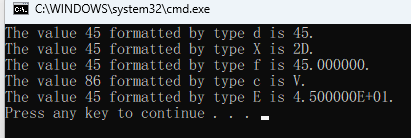 C:\WINDOWS\system32\cmd.exe
The value 45 formatted by type d is 45.
The value 45 formatted by type X is 2D.
The value 45 formatted by type f is 45.000000.
The value 86 formatted by type c is V.
The value 45 formatted by type E is 4.500000E+01.
Press any key to continue . . .